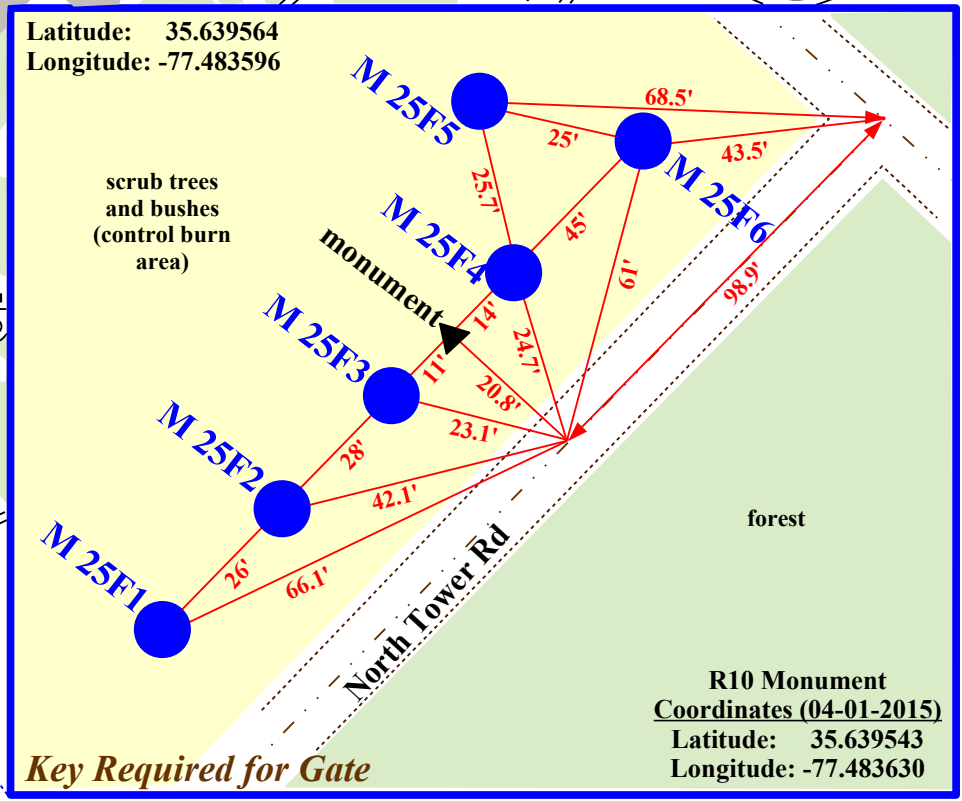 Latitude: 35.639564
Longitude: -77.483596
M 25F5
68.5'
25'
43.5'
M 25F6
scrub trees
and bushes
(control burn
area)
25.7'
M 25F4
45'
61'
98.9'
monument
14'
24.7'
M 25F3
11'
20.8'
23.1'
M 25F2
28'
42.1'
M 25F1
26'
66.1'
forest
North Tower Rd
R10 Monument
Coordinates (04-01-2015)
Latitude: 35.639543
Longitude: -77.483630
Key Required for Gate